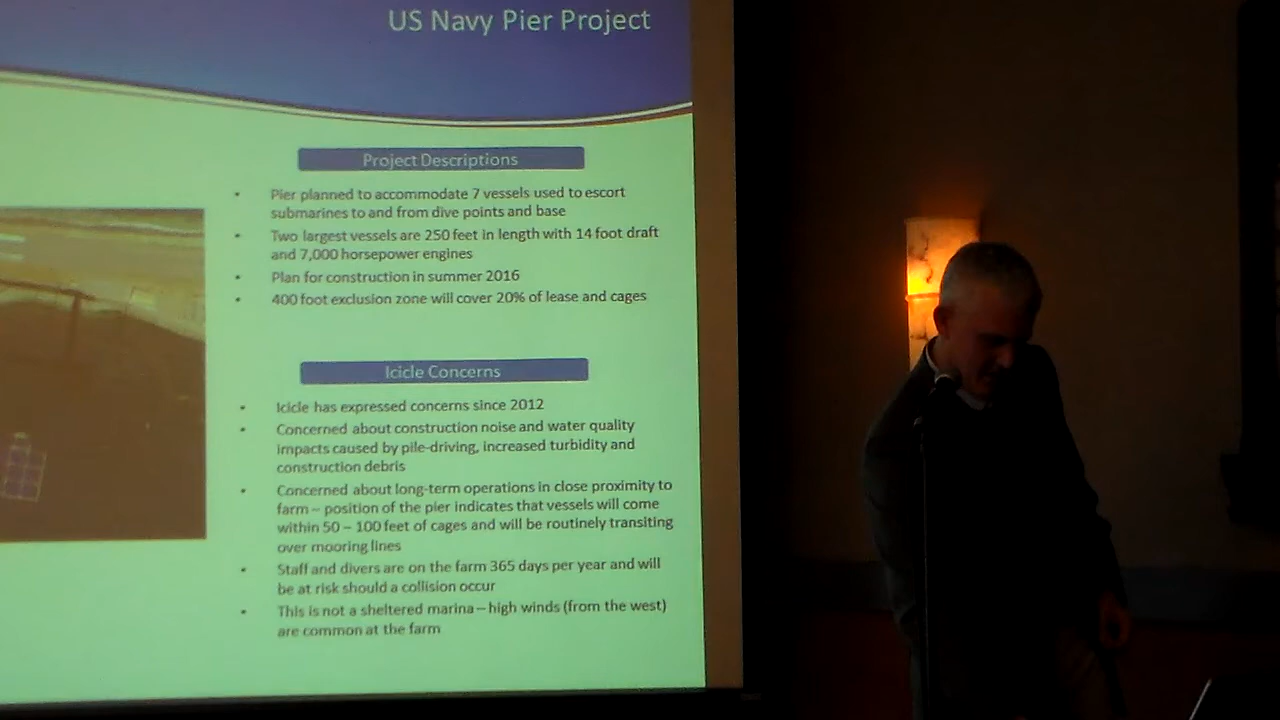 US Navy Pier Project
Project Descriptions
• Pier planned to accommodate 7 vessels used to escort
submarines to and from dive points and base
• Two largest vessels are 250 feet in length with 14 foot draft
and 7,000 horsepower engines
• Plan for construction in summer 2016
• 400 foot exclusion zone will cover 20% of lease and cages
Icicle Concerns
• Icicle has expressed concerns since 2012
• Concerned about construction noise and water quality
impacts caused by pile-driving, increased turbidity and
construction debris
• Concerned about long-term operations in close proximity to
farm – position of the pier indicates that vessels will come
within 50 – 100 feet of cages and will be routinely transiting
over mooring lines
• Staff and divers are on the farm 365 days per year and will
be at risk should a collision occur
• This is not a sheltered marina – high winds (from the west)
are common at the farm